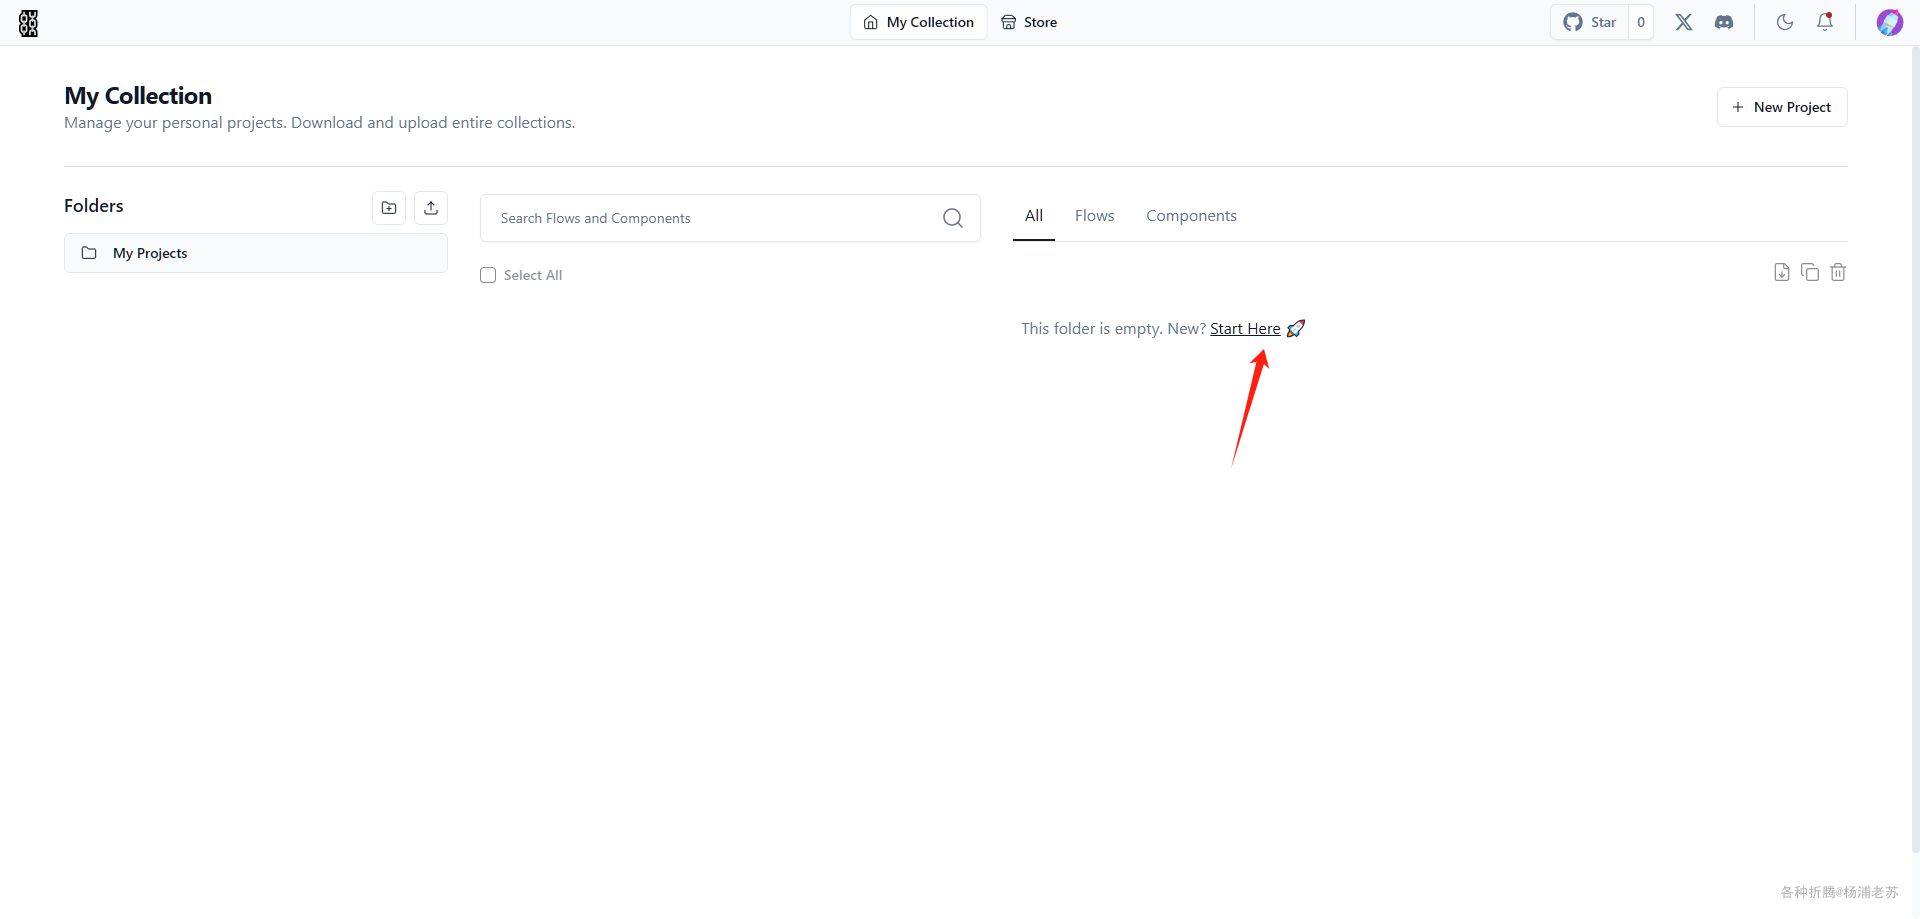 My Collection
Store
Star
0
My Collection
Manage your personal projects. Download and upload entire collections.
New Project
Folders
My Projects
Search Flows and Components
Select All
All
Flows
Components
This folder is empty. New? Start Here 🚀
各种折腾@杨浦老苏